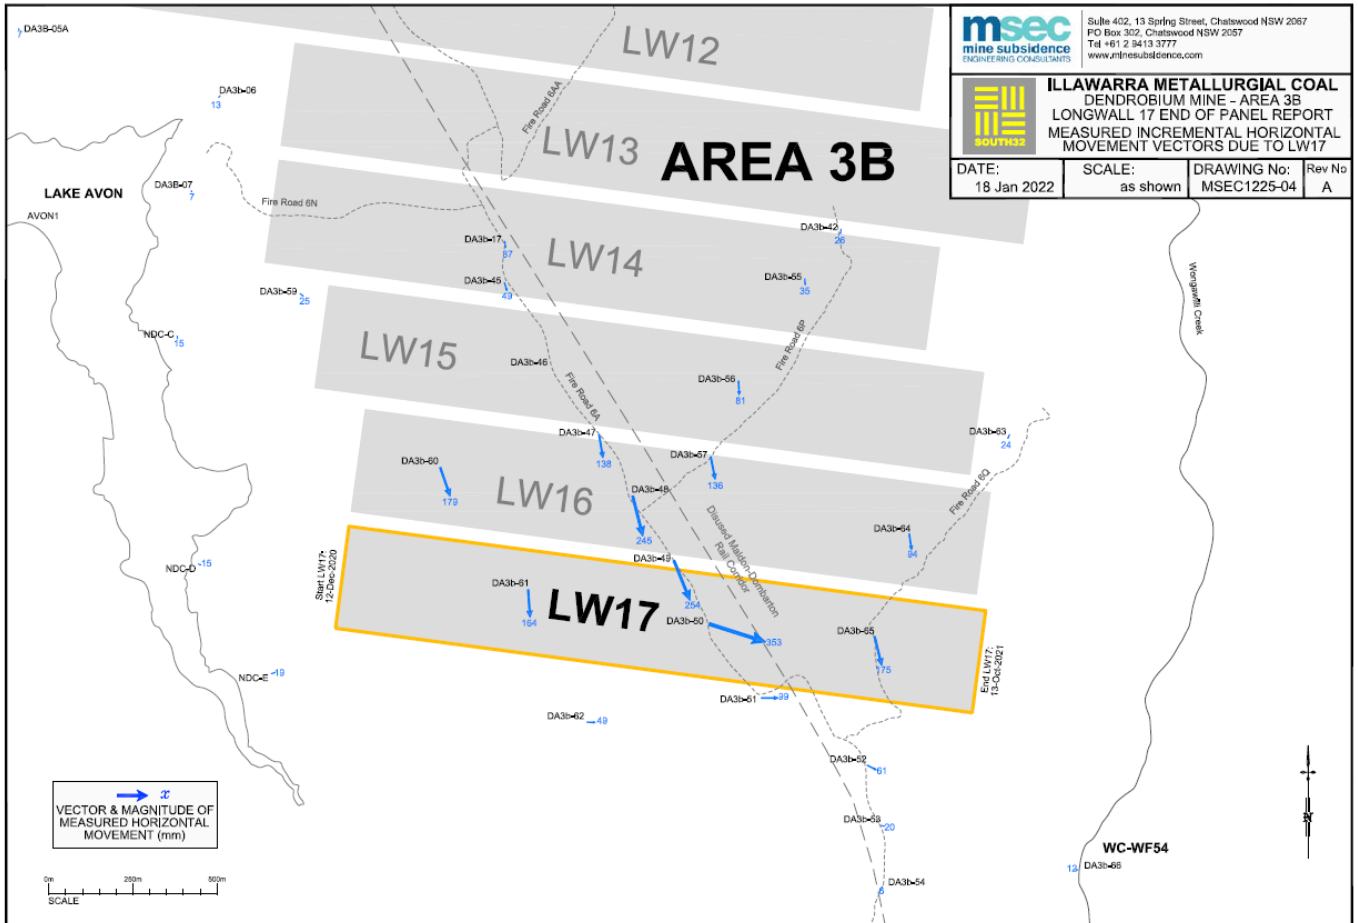 msec
mine subsidence
ENGINEERING CONSULTANTS
Suite 402, 13 Spring Street, Chatswood NSW 2067
PO Box 302, Chatswood NSW 2057
Tel +61 2 9413 3777
www.minesubsidence.com
SOUTH32
ILLAWARRA METALLURGIAL COAL
DENDROBIUM MINE - AREA 3B
LONGWALL 17 END OF PANEL REPORT
MEASURED INCREMENTAL HORIZONTAL
MOVEMENT VECTORS DUE TO LW17
DATE:
18 Jan 2022
SCALE:
as shown
DRAWING No:
MSEC1225-04
Rev No
A
DA3B-05A
7
LW12
DA3b-06
13
Fire Road 6AA
LW13
AREA 3B
LAKE AVON
AVON1
DA3B-07
7
Fire Road 6N
DA3b-17
37
LW14
DA3b-42
26
DA3b-45
49
DA3b-55
35
DA3b-59
25
Wongawilli Creek
NDC-C
15
LW15
DA3b-46
Fire Road 6P
Fire Road 6A
DA3b-56
81
DA3b-47
138
DA3b-57
136
DA3b-63
24
DA3b-60
179
LW16
DA3b-48
245
Fire Road 6Q
Disused Maldon-Dombarton
Rail Corridor
DA3b-64
94
DA3b-49
254
NDC-D
15
Start LW17:
12-Dec-2020
DA3b-61
164
LW17
DA3b-50
353
DA3b-65
175
End LW17:
13-Oct-2021
NDC-E
19
DA3b-51
39
DA3b-62
49
DA3b-52
61
DA3b-53
20
x
VECTOR & MAGNITUDE OF
MEASURED HORIZONTAL
MOVEMENT (mm)
N
WC-WF54
12
DA3b-66
DA3b-54
0m
250m
500m
SCALE